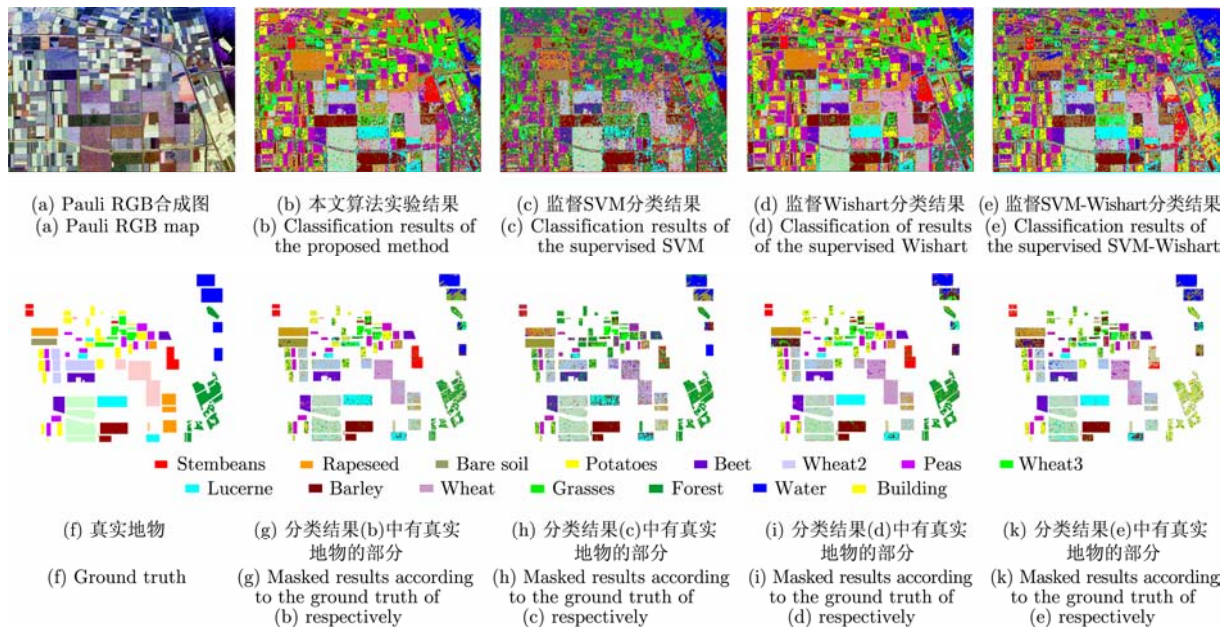 (a) Pauli RGB合成图
(a) Pauli RGB map
(b) 本文算法实验结果
(b) Classification results of
the proposed method
(c) 监督SVM分类结果
(c) Classification results of
the supervised SVM
(d) 监督Wishart分类结果
(d) Classification of results
of the supervised Wishart
(e) 监督SVM-Wishart分类结果
(e) Classification results of
the supervised SVM-Wishart
Stembeans Rapeseed Bare soil Potatoes Beet Wheat2 Peas Wheat3
Lucerne Barley Wheat Grasses Forest Water Building
(f) 真实地物
(f) Ground truth
(g) 分类结果(b)中有真实
地物的部分
(g) Masked results according
to the ground truth of
(b) respectively
(h) 分类结果(c)中有真实
地物的部分
(h) Masked results according
to the ground truth of
(c) respectively
(i) 分类结果(d)中有真实
地物的部分
(i) Masked results according
to the ground truth of
(d) respectively
(k) 分类结果(e)中有真实
地物的部分
(k) Masked results according
to the ground truth of
(e) respectively